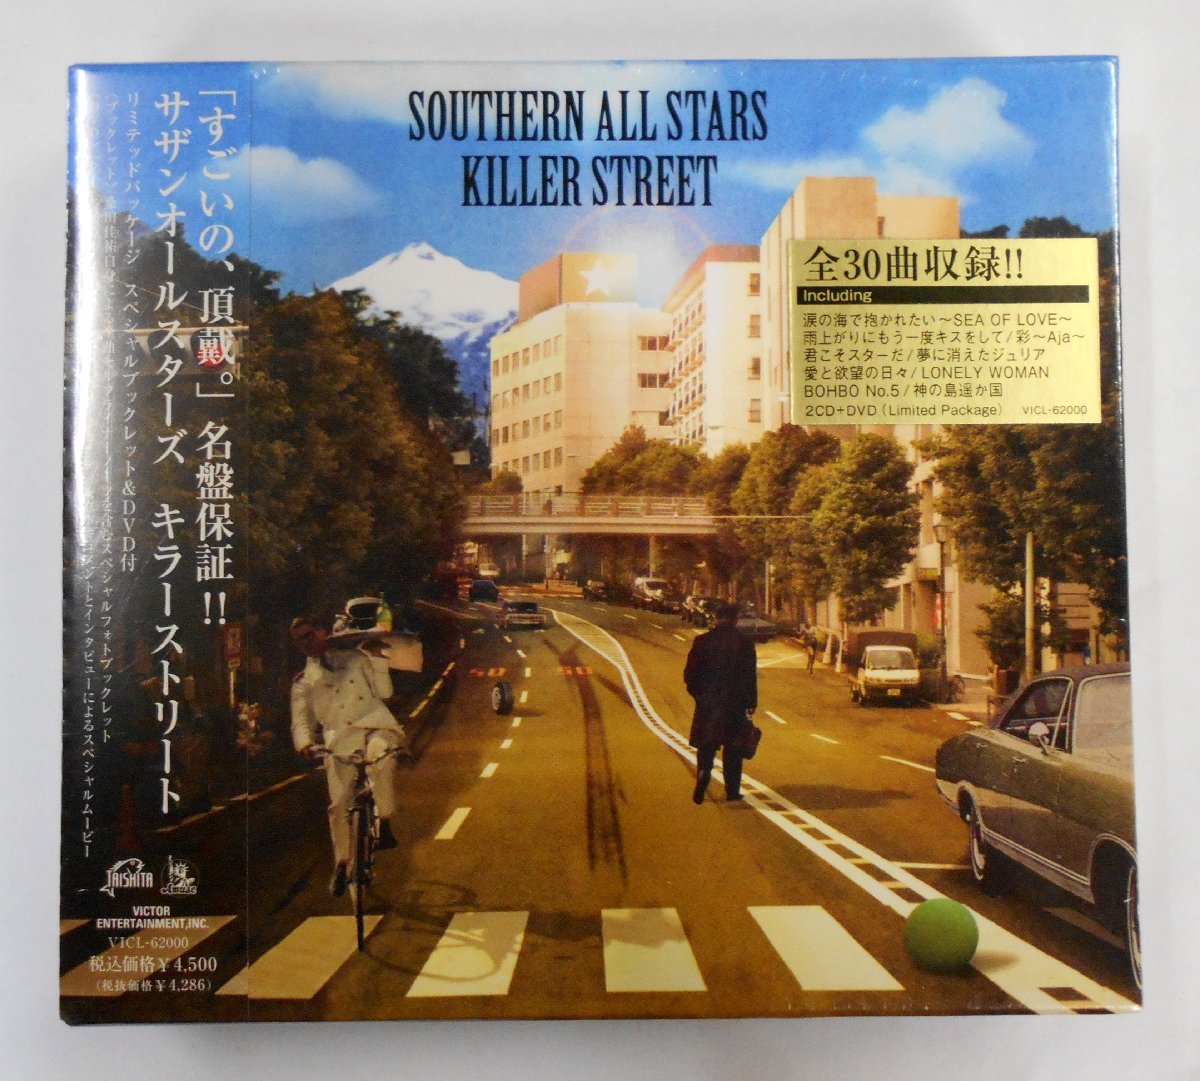 SOUTHERN ALL STARS
KILLER STREET
全30曲収録!!
Including
涙の海で抱かれたい～SEA OF LOVE～
雨上がりにもう一度キスをして/彩～Aja～
君こそスターだ/夢に消えたジュリア
愛と欲望の日々/LONELY WOMAN
BOHBO No.5/神の島遥か国
2CD+DVD (Limited Package) VICL-62000
「すごいの、頂戴。」名盤保証!!
サザンオールスターズ キラーストリート
リミテッドパッケージ スペシャルブックレット&DVD付
スペシャルフォトブックレット
とインタビューによるスペシャルムービー
TAISHITA
Amuse
VICTOR
ENTERTAINMENT,INC.
VICL-62000
税込価格￥4,500
(税抜価格￥4,286)
40 50